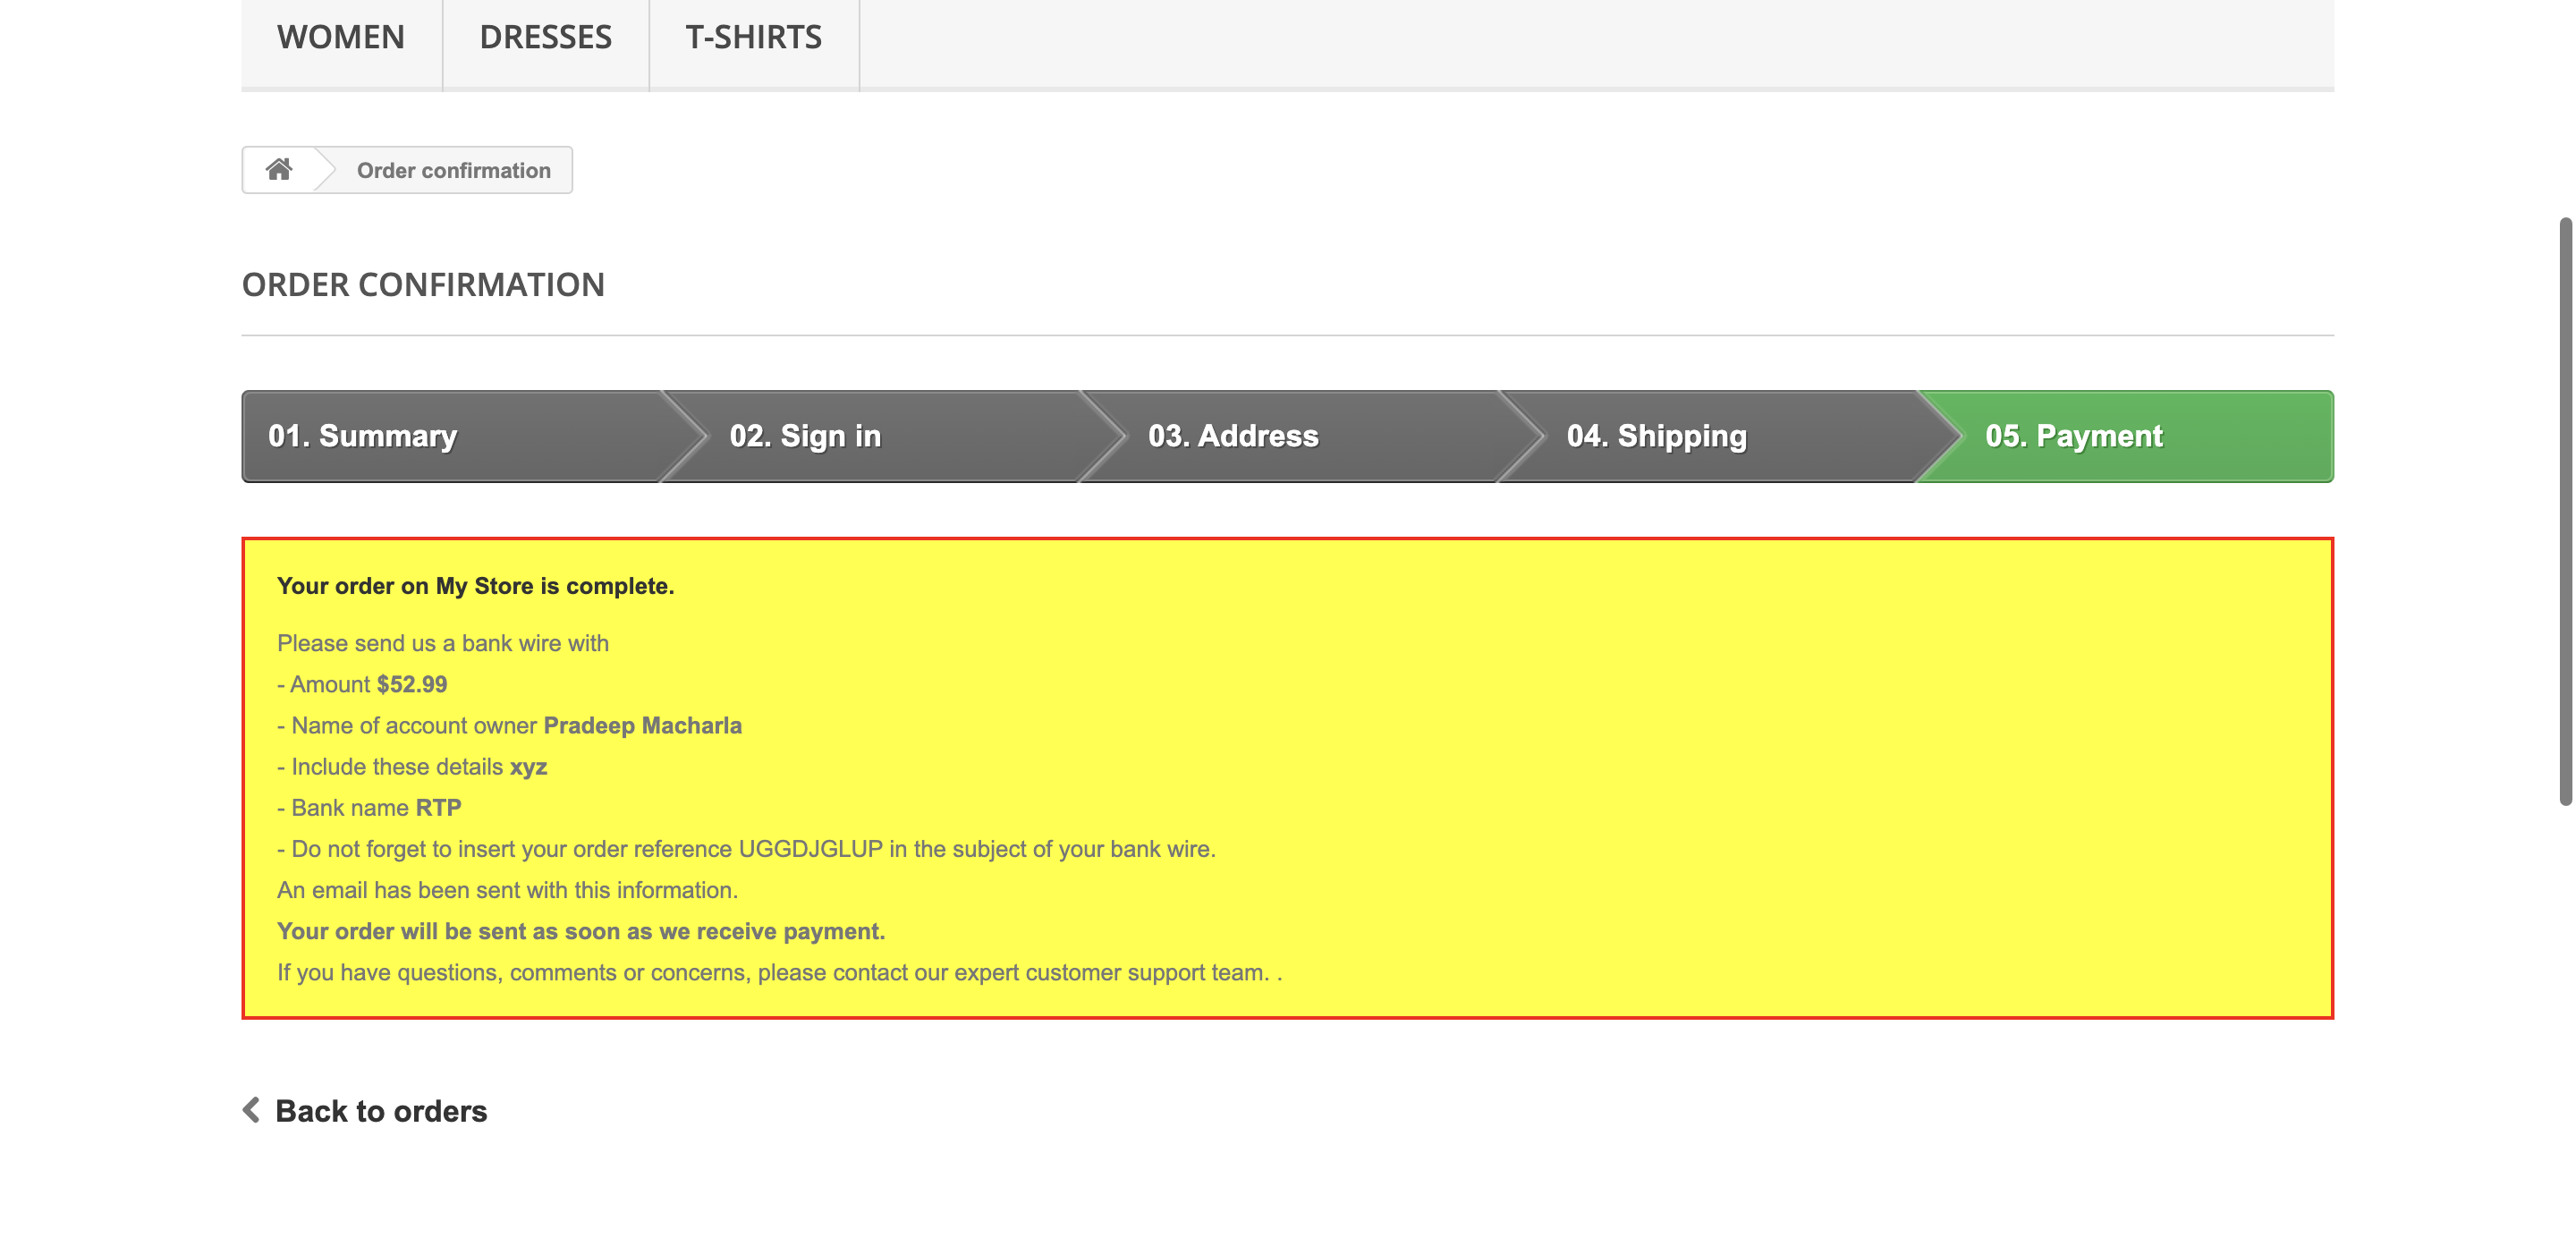 WOMEN DRESSES T-SHIRTS
Order confirmation
ORDER CONFIRMATION
01. Summary 02. Sign in 03. Address 04. Shipping 05. Payment
Your order on My Store is complete.
Please send us a bank wire with
- Amount $52.99
- Name of account owner Pradeep Macharla
- Include these details xyz
- Bank name RTP
- Do not forget to insert your order reference UGGDJGLUP in the subject of your bank wire.
An email has been sent with this information.
Your order will be sent as soon as we receive payment.
If you have questions, comments or concerns, please contact our expert customer support team. .
Back to orders